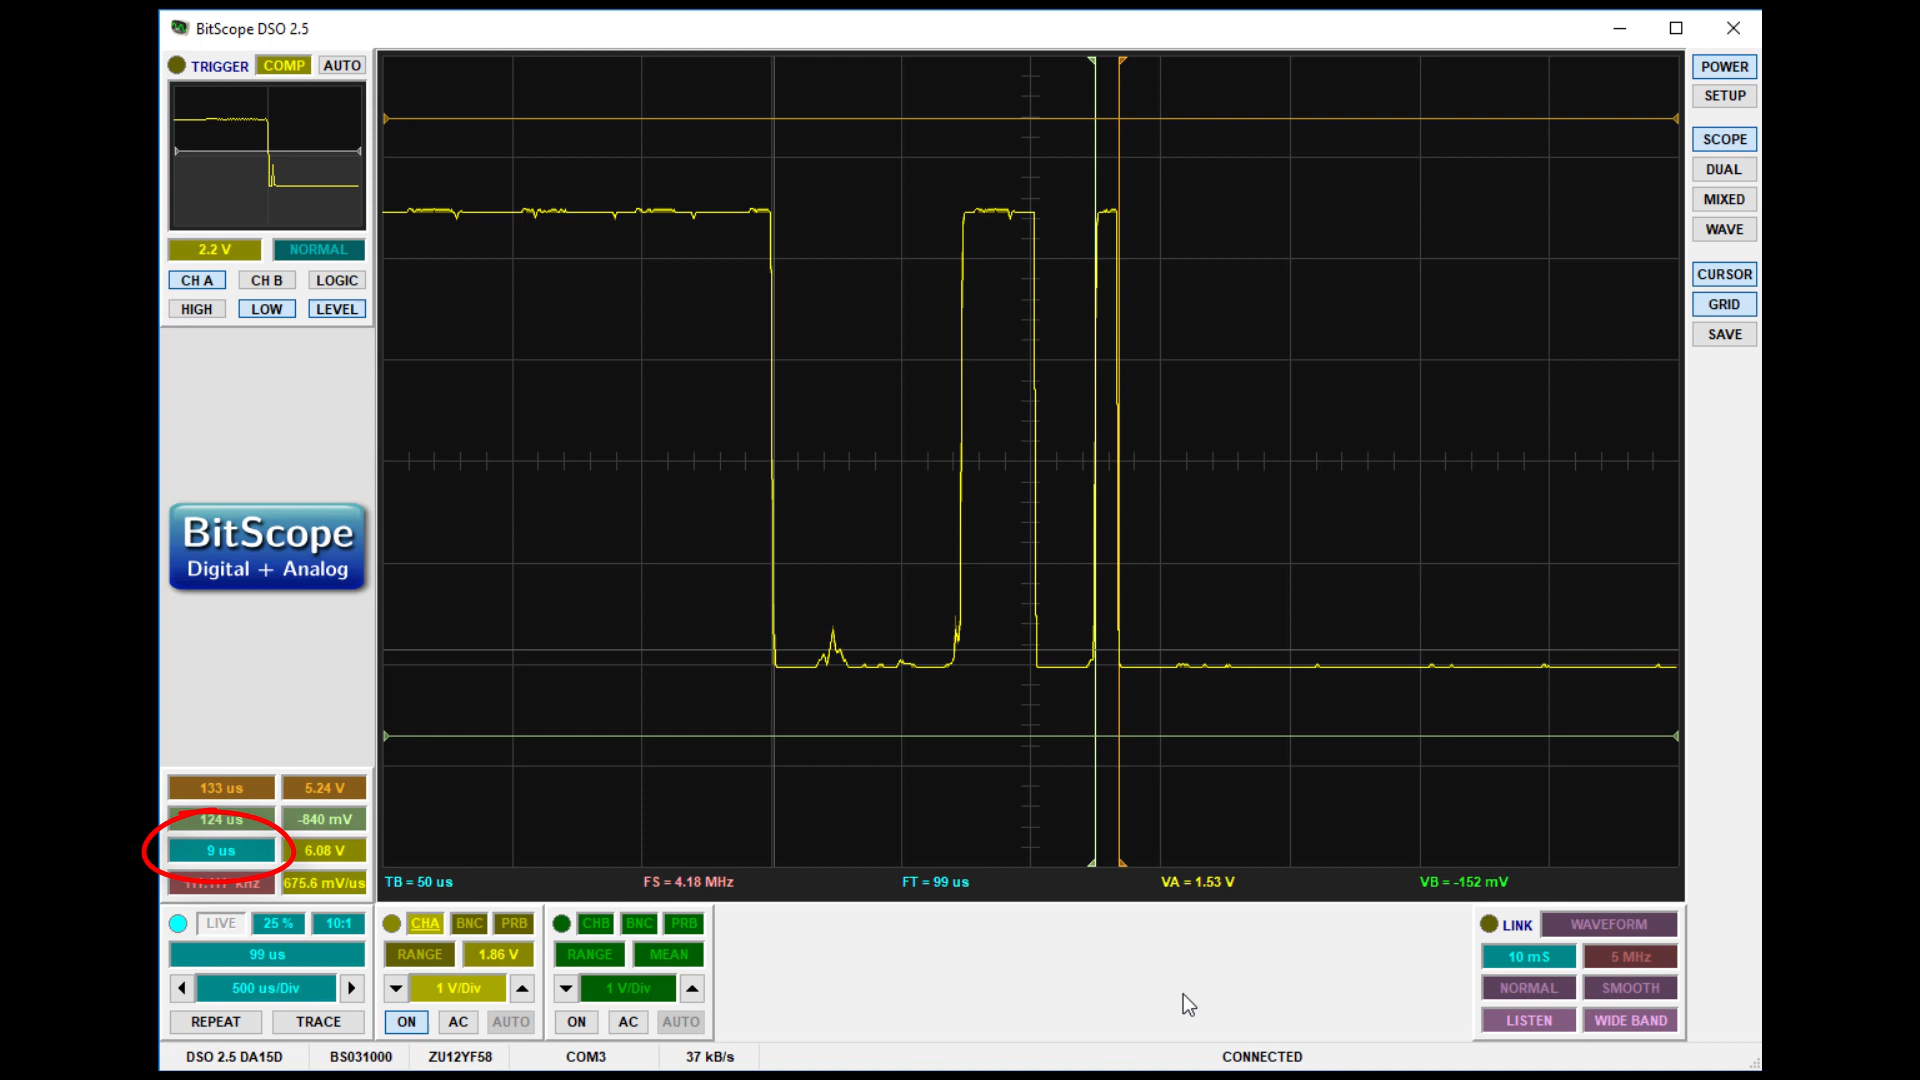 BitScope DSO 2.5
TRIGGER COMP AUTO
2.2 V NORMAL
CH A CH B LOGIC
HIGH LOW LEVEL
BitScope
Digital + Analog
133 us 5.24 V
124 us -840 mV
9 us 6.08 V
111.111 KHz 675.6 mV/us
LIVE 25 % 10:1
99 us
500 us/Div
REPEAT TRACE
TB = 50 us FS = 4.18 MHz FT = 99 us VA = 1.53 V VB = -152 mV
CHA BNC PRB
RANGE 1.86 V
1 V/Div
ON AC AUTO
CHB BNC PRB
RANGE MEAN
1 V/Div
ON AC AUTO
POWER
SETUP
SCOPE
DUAL
MIXED
WAVE
CURSOR
GRID
SAVE
LINK WAVEFORM
10 mS 5 MHz
NORMAL SMOOTH
LISTEN WIDE BAND
DSO 2.5 DA15D BS031000 ZU12YF58 COM3 37 kB/s CONNECTED